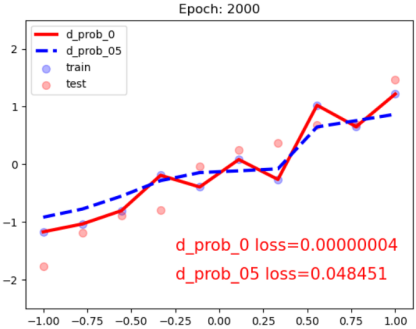 Epoch: 2000
d_prob_0
d_prob_05
train
test
2
1
0
−1
−2
d_prob_0 loss=0.00000004
d_prob_05 loss=0.048451
−1.00 −0.75 −0.50 −0.25 0.00 0.25 0.50 0.75 1.00